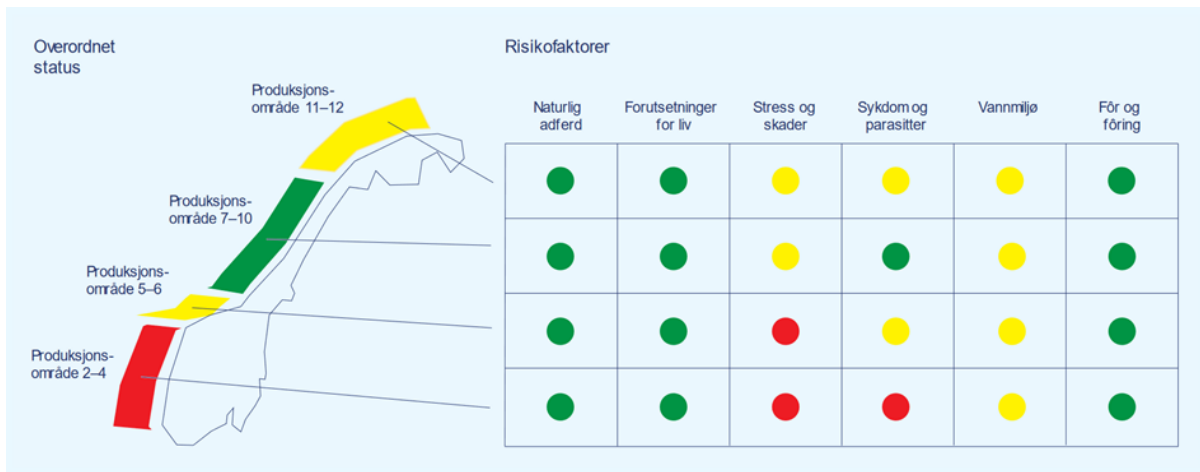 Overordnet
status
Risikofaktorer
Produksjons-
område 11–12
Naturlig
adferd
Forutsetninger
for liv
Stress og
skader
Sykdom og
parasitter
Vannmiljø
Fôr og
fôring
Produksjons-
område 7–10
Produksjons-
område 5–6
Produksjons-
område 2–4